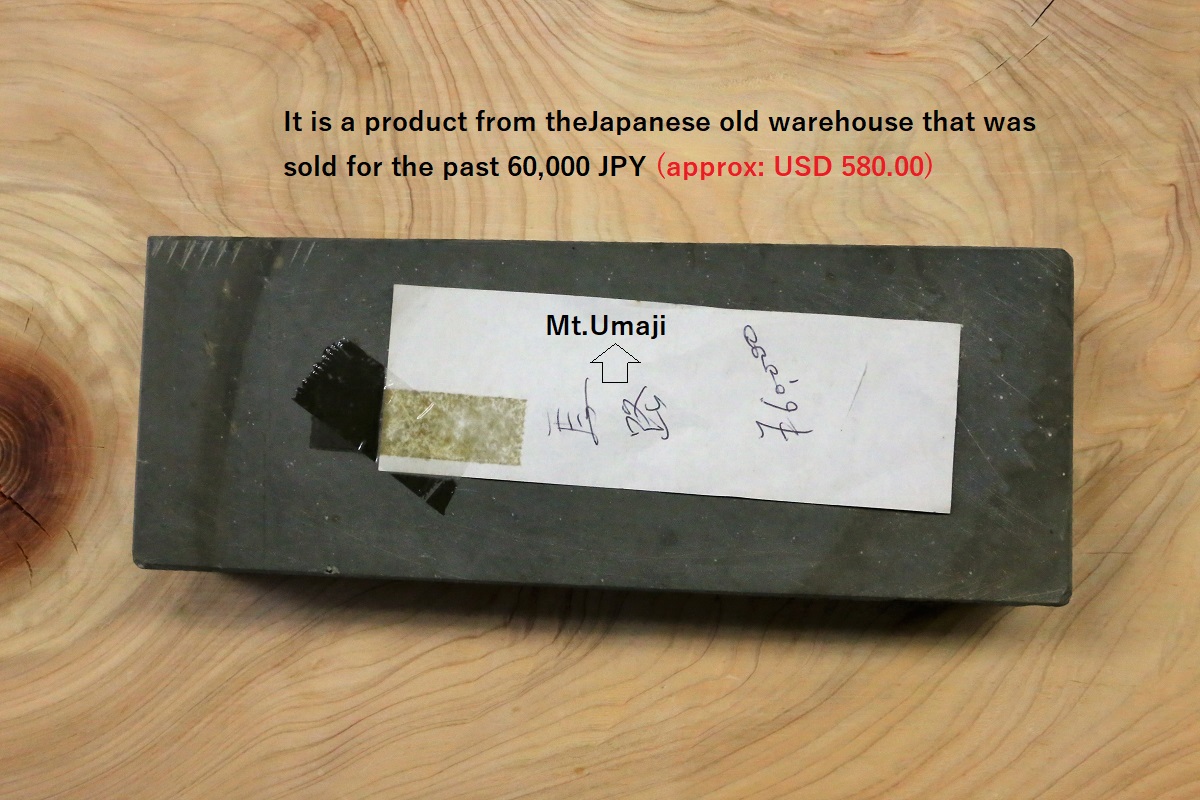 It is a product from theJapanese old warehouse that was
sold for the past 60,000 JPY (approx: USD 580.00)
Mt.Umaji
馬路